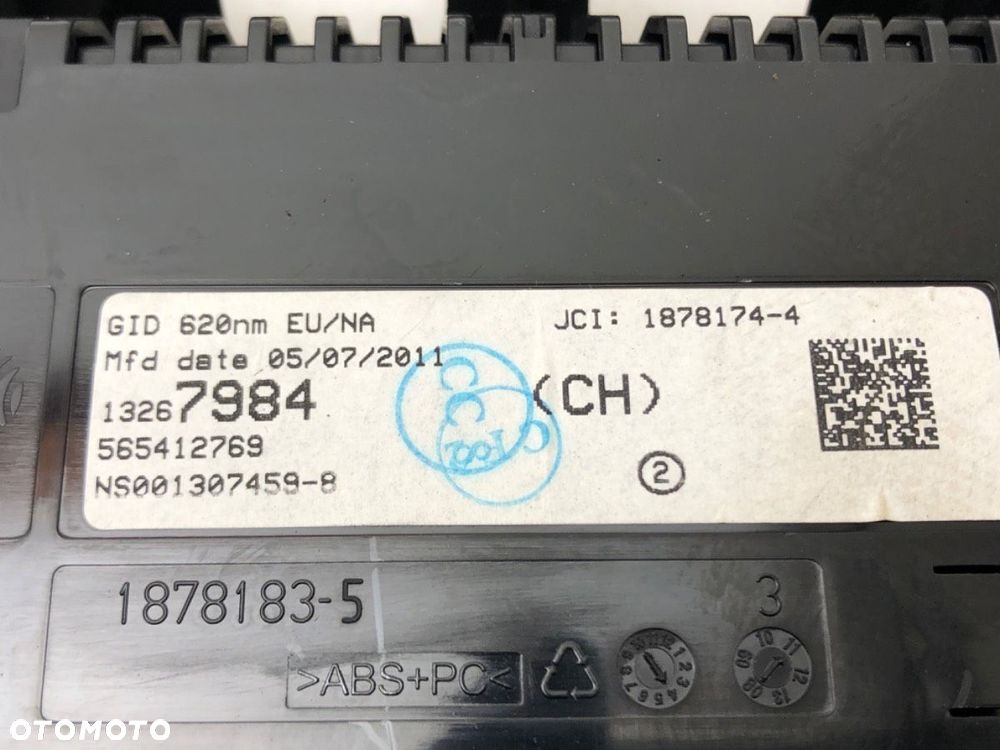 GID 620nm EU/NA
JCI: 1878174-4
Mfd date 05/07/2011
13267984
(CH)
565412769
2
NS001307459-8
1878183-5
3
>ABS+PC<
OTOMOTO